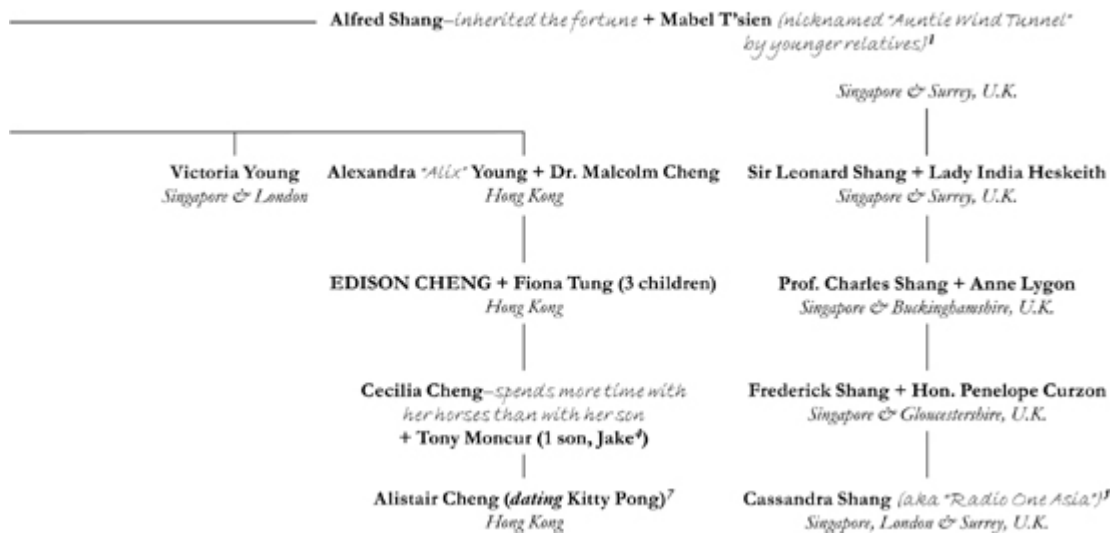 Alfred Shang–inherited the fortune + Mabel T'sien (nicknamed "Auntie Wind Tunnel"
by younger relatives)¹
Singapore & Surrey, U.K.
Victoria Young
Singapore & London
Alexandra "Alix" Young + Dr. Malcolm Cheng
Hong Kong
Sir Leonard Shang + Lady India Heskeith
Singapore & Surrey, U.K.
EDISON CHENG + Fiona Tung (3 children)
Hong Kong
Prof. Charles Shang + Anne Lygon
Singapore & Buckinghamshire, U.K.
Cecilia Cheng–spends more time with
her horses than with her son
+ Tony Moncur (1 son, Jake⁴)
Frederick Shang + Hon. Penelope Curzon
Singapore & Gloucestershire, U.K.
Alistair Cheng (dating Kitty Pong)⁷
Hong Kong
Cassandra Shang (aka "Radio One Asia")
Singapore, London & Surrey, U.K.